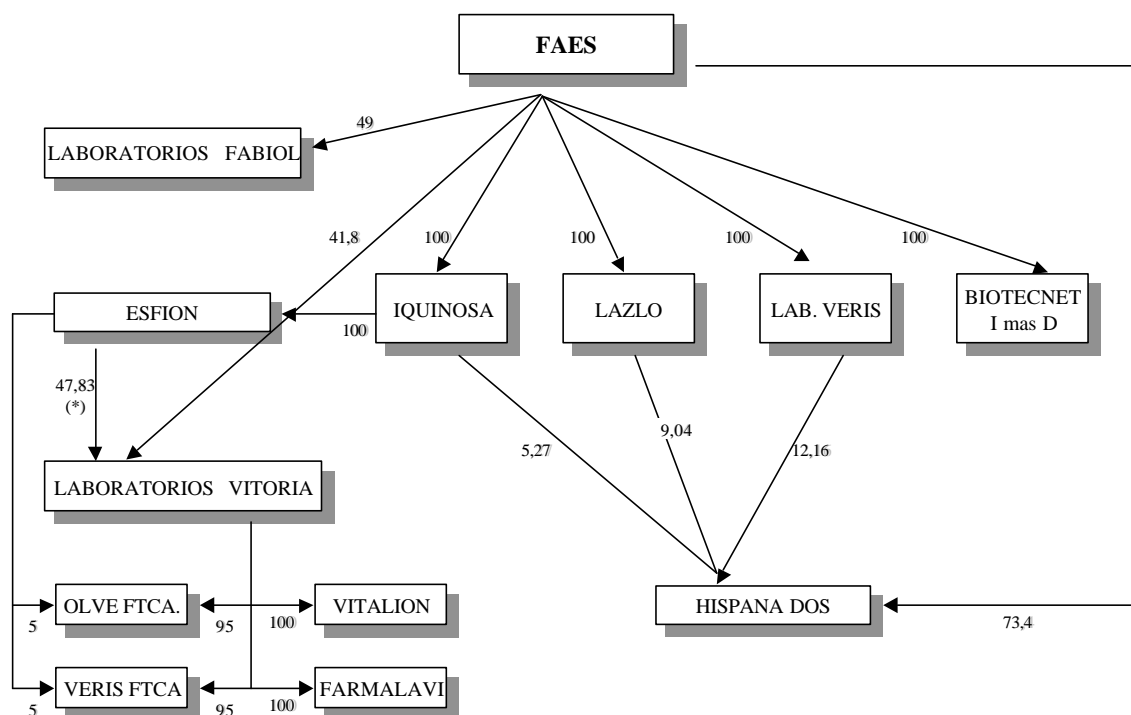 FAES
49
LABORATORIOS FABIOL
41,8
100
100
100
100
ESFION
100
IQUINOSA
LAZLO
LAB. VERIS
BIOTECNET
I mas D
47,83
(*)
5,27
9,04
12,16
LABORATORIOS VITORIA
OLVE FTCA.
VITALION
HISPANA DOS
5
95
100
73,4
VERIS FTCA
FARMALAVI
5
95
100